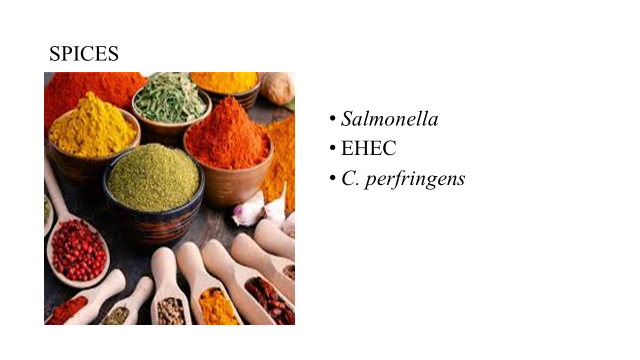 SPICES
• Salmonella
• EHEC
• C. perfringens